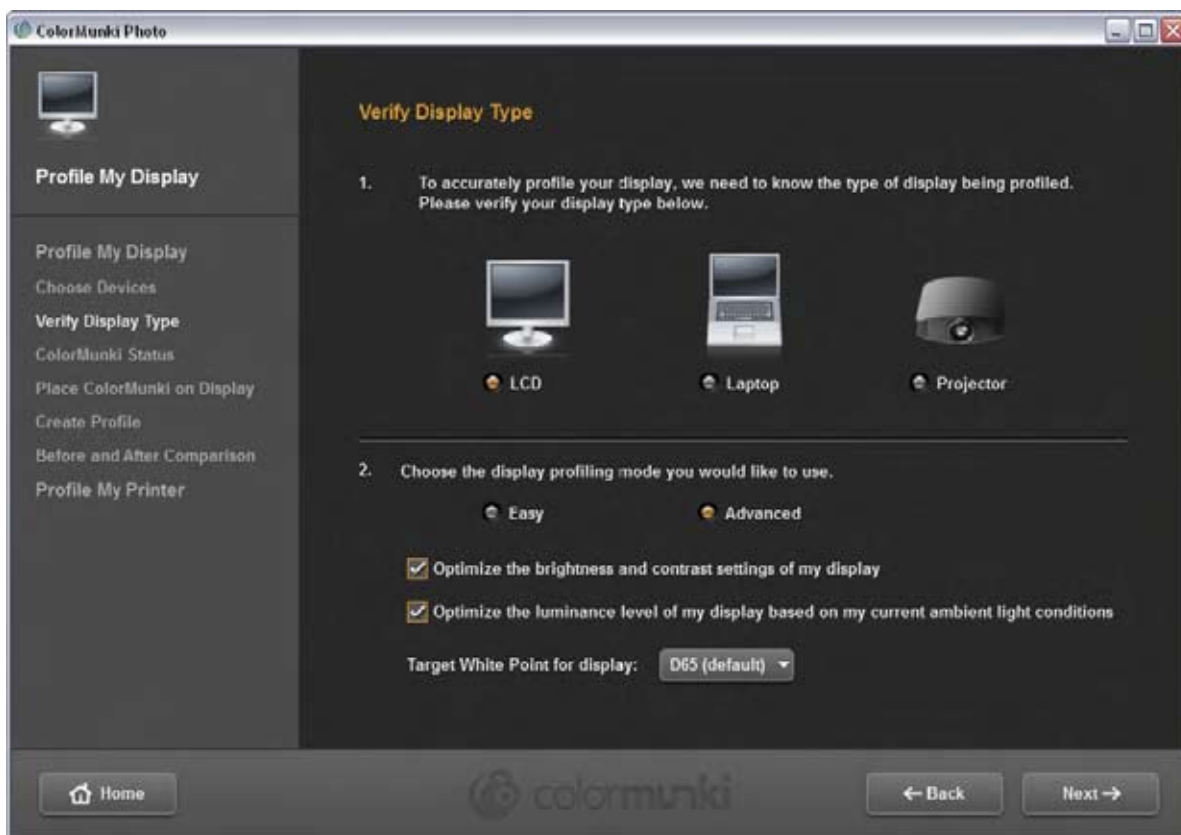 ColorMunki Photo
Profile My Display
Profile My Display
Choose Devices
Verify Display Type
ColorMunki Status
Place ColorMunki on Display
Create Profile
Before and After Comparison
Profile My Printer
Verify Display Type
1. To accurately profile your display, we need to know the type of display being profiled.
Please verify your display type below.
LCD
Laptop
Projector
2. Choose the display profiling mode you would like to use.
Easy
Advanced
Optimize the brightness and contrast settings of my display
Optimize the luminance level of my display based on my current ambient light conditions
Target White Point for display: D65 (default)
Home
colormunki
← Back
Next →